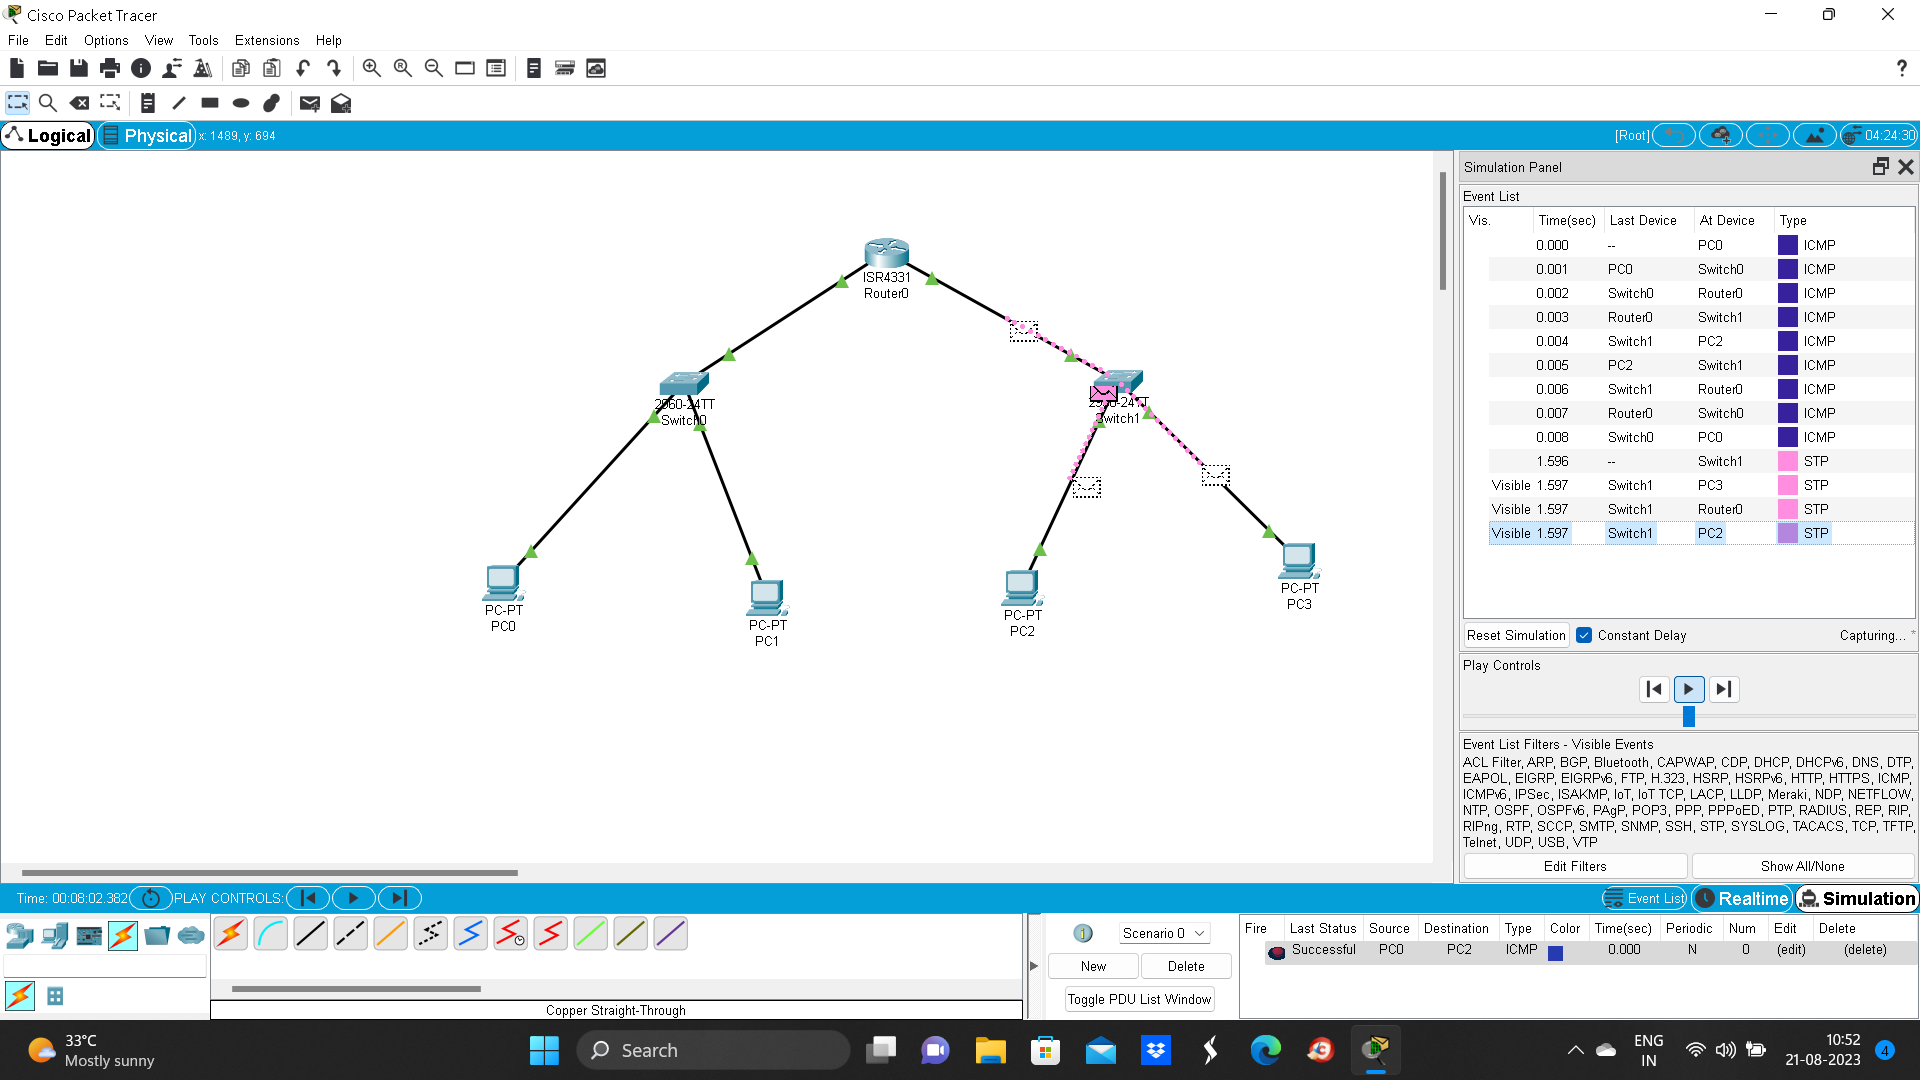 Cisco Packet Tracer
File Edit Options View Tools Extensions Help
?
Logical Physical x: 1489, y: 694 [Root] 04:24:30
ISR4331
Router0
2960-24TT
Switch0
Switch1
PC-PT
PC0
PC-PT
PC1
PC-PT
PC2
PC-PT
PC3
Simulation Panel
Event List
Vis. Time(sec) Last Device At Device Type
0.000 -- PC0 ICMP
0.001 PC0 Switch0 ICMP
0.002 Switch0 Router0 ICMP
0.003 Router0 Switch1 ICMP
0.004 Switch1 PC2 ICMP
0.005 PC2 Switch1 ICMP
0.006 Switch1 Router0 ICMP
0.007 Router0 Switch0 ICMP
0.008 Switch0 PC0 ICMP
1.596 -- Switch1 STP
Visible 1.597 Switch1 PC3 STP
Visible 1.597 Switch1 Router0 STP
Visible 1.597 Switch1 PC2 STP
Reset Simulation Constant Delay Capturing... *
Play Controls
Event List Filters - Visible Events
ACL Filter, ARP, BGP, Bluetooth, CAPWAP, CDP, DHCP, DHCPv6, DNS, DTP,
EAPOL, EIGRP, EIGRPv6, FTP, H.323, HSRP, HSRPv6, HTTP, HTTPS, ICMP,
ICMPv6, IPSec, ISAKMP, IoT, IoT TCP, LACP, LLDP, Meraki, NDP, NETFLOW,
NTP, OSPF, OSPFv6, PAgP, POP3, PPP, PPPoED, PTP, RADIUS, REP, RIP,
RIPng, RTP, SCCP, SMTP, SNMP, SSH, STP, SYSLOG, TACACS, TCP, TFTP,
Telnet, UDP, USB, VTP
Edit Filters Show All/None
Time: 00:08:02.382 PLAY CONTROLS: Event List Realtime Simulation
Copper Straight-Through
1 Scenario 0
New Delete
Toggle PDU List Window
Fire Last Status Source Destination Type Color Time(sec) Periodic Num Edit Delete
Successful PC0 PC2 ICMP 0.000 N 0 (edit) (delete)
33°C
Mostly sunny
Search
ENG
IN
10:52
21-08-2023
4